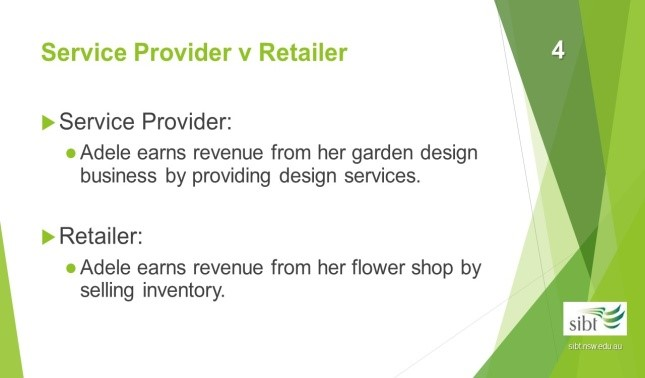 Service Provider v Retailer
4
Service Provider:
Adele earns revenue from her garden design
business by providing design services.
Retailer:
Adele earns revenue from her flower shop by
selling inventory.
sibt
sibt.nsw.edu.au